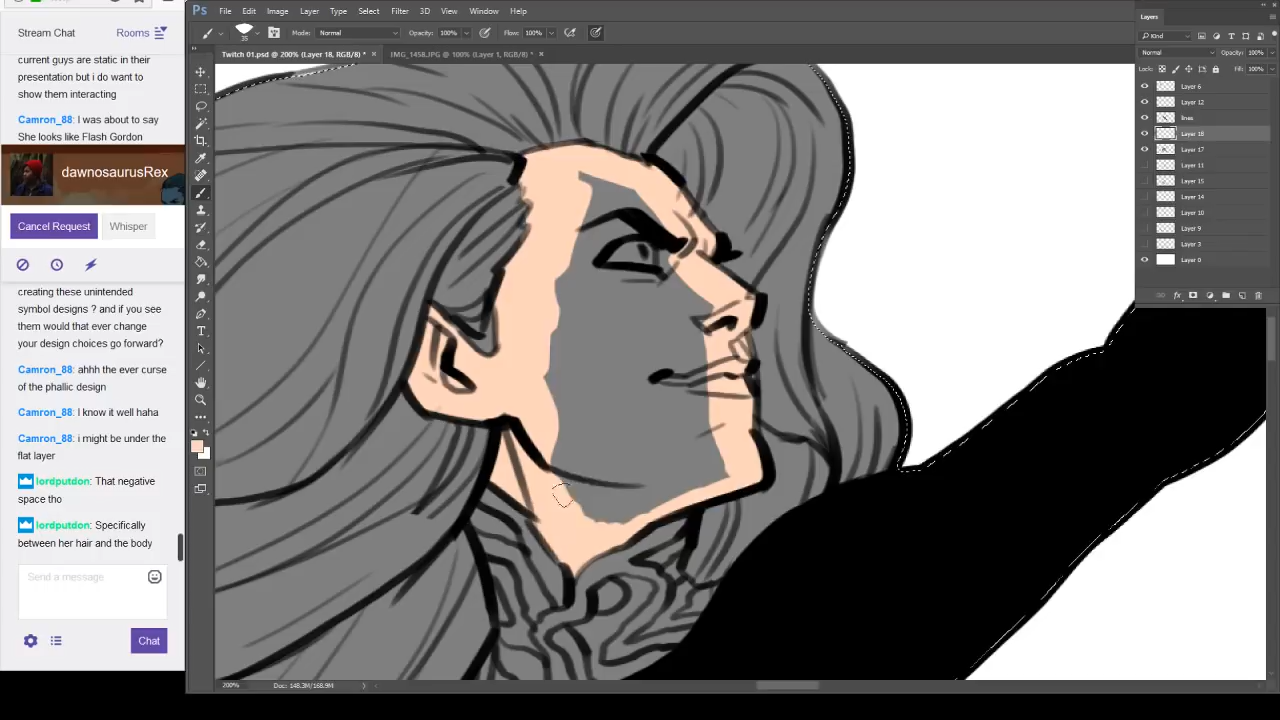 Stream Chat
Rooms
current guys are static in their
presentation but i do want to
show them interacting
Camron_88: I was about to say
She looks like Flash Gordon
dawnosaurusRex
Cancel Request
Whisper
creating these unintended
symbol designs ? and if you see
them would that ever change
your design choices go forward?
Camron_88: ahhh the ever curse
of the phallic design
Camron_88: I know it well haha
Camron_88: i might be under the
flat layer
lordputdon: That negative
space tho
lordputdon: Specifically
between her hair and the body
Send a message
Chat
Ps File Edit Image Layer Type Select Filter 3D View Window Help
35 Mode: Normal Opacity: 100% Flow: 100%
Twitch 01.psd @ 200% (Layer 18, RGB/8) * × IMG_1458.JPG @ 100% (Layer 1, RGB/8) * ×
Layers
Kind
Normal Opacity: 100%
Lock: Fill: 100%
Layer 6
Layer 12
lines
Layer 18
Layer 17
Layer 11
Layer 15
Layer 14
Layer 10
Layer 9
Layer 3
Layer 0
fx
200% Doc: 148.3M/168.9M